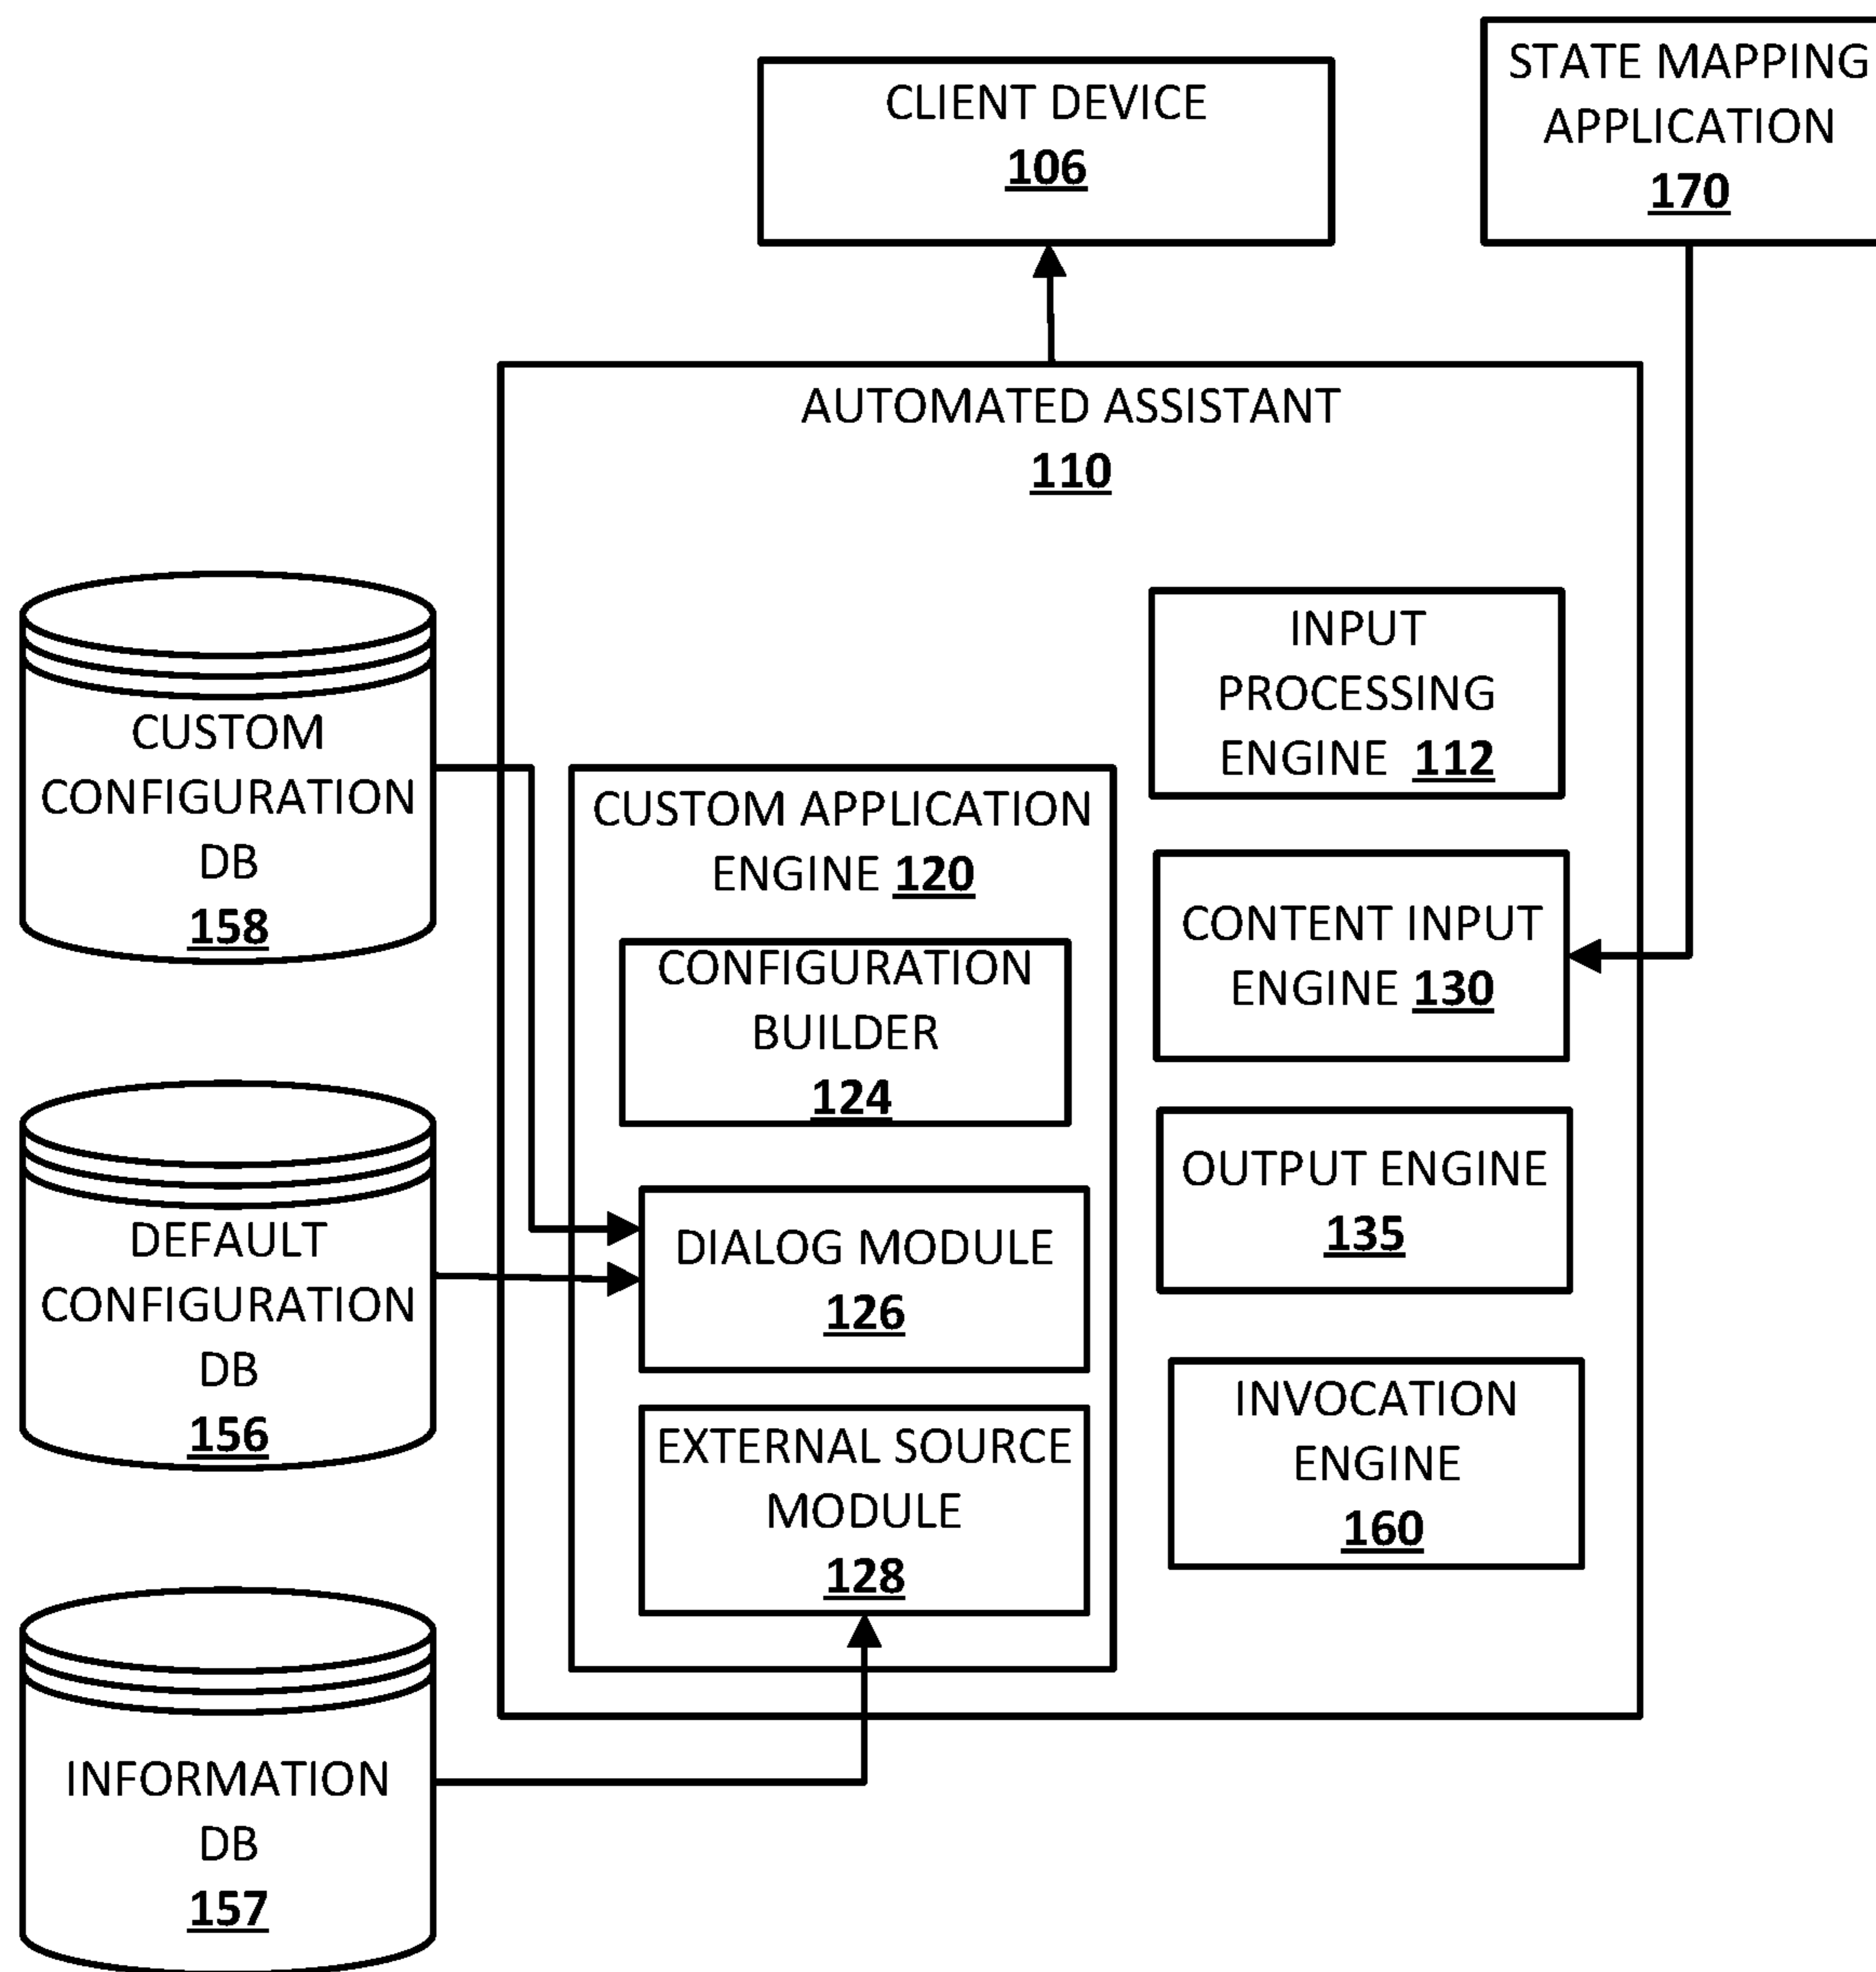 CLIENT DEVICE
106
STATE MAPPING
APPLICATION
170
AUTOMATED ASSISTANT
110
CUSTOM
CONFIGURATION
DB
158
DEFAULT
CONFIGURATION
DB
156
INFORMATION
DB
157
CUSTOM APPLICATION
ENGINE 120
CONFIGURATION
BUILDER
124
DIALOG MODULE
126
EXTERNAL SOURCE
MODULE
128
INPUT
PROCESSING
ENGINE 112
CONTENT INPUT
ENGINE 130
OUTPUT ENGINE
135
INVOCATION
ENGINE
160